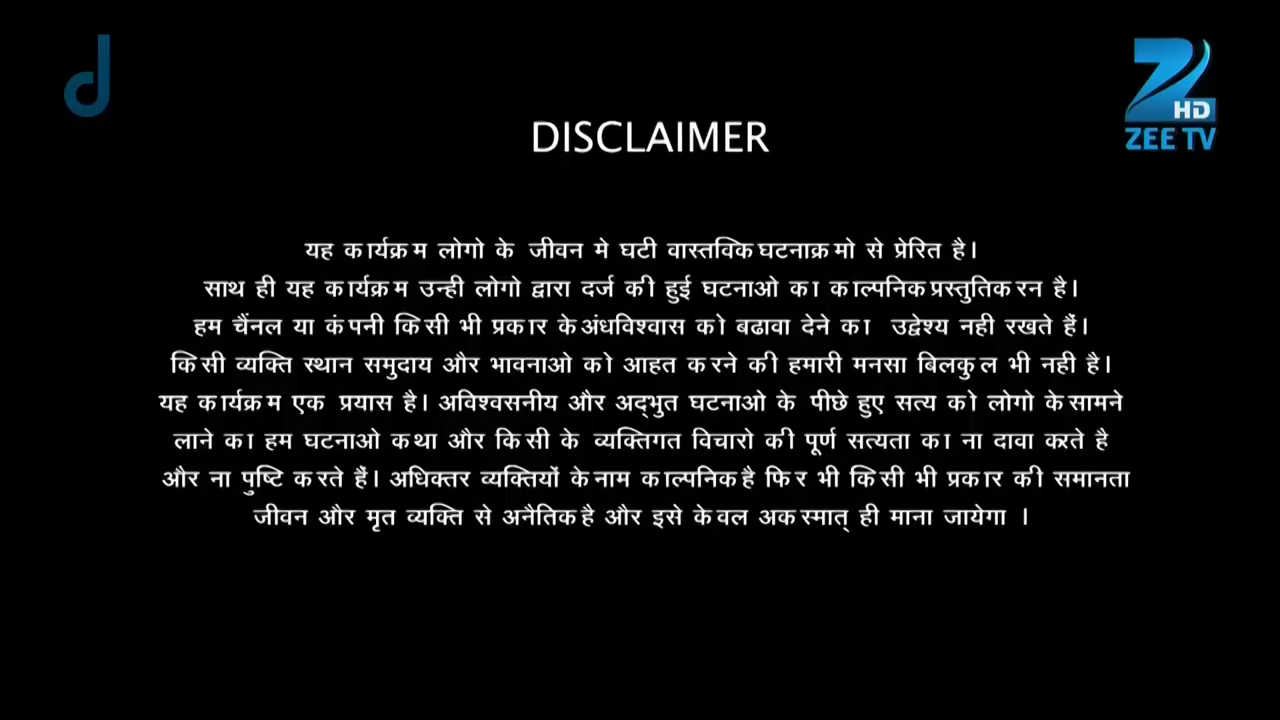 d
HD
ZEE TV
DISCLAIMER
यह कार्यक्रम लोगो के जीवन मे घटी वास्तविक घटनाक्रमो से प्रेरित है।
साथ ही यह कार्यक्रम उन्ही लोगो द्वारा दर्ज की हुई घटनाओ का काल्पनिक प्रस्तुतिकरन है।
हम चैंनल या कंपनी किसी भी प्रकार के अंधविश्वास को बढावा देने का उद्वेश्य नही रखते हैं।
किसी व्यक्ति स्थान समुदाय और भावनाओ को आहत करने की हमारी मनसा बिलकुल भी नही है।
यह कार्यक्रम एक प्रयास है। अविश्वसनीय और अद्‌भुत घटनाओ के पीछे हुए सत्य को लोगो के सामने
लाने का हम घटनाओ कथा और किसी के व्यक्तिगत विचारो की पूर्ण सत्यता का ना दावा करते है
और ना पुष्टि करते हैं। अधिक्तर व्यक्तियों के नाम काल्पनिक है फिर भी किसी भी प्रकार की समानता
जीवन और मृत व्यक्ति से अनैतिक है और इसे केवल अकस्मात् ही माना जायेगा ।